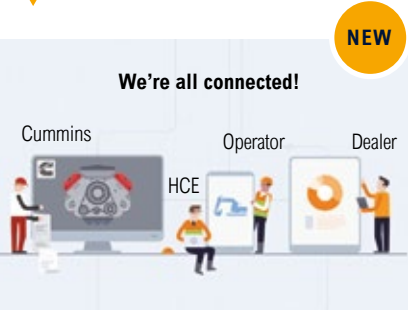 NEW
We're all connected!
Cummins
Operator
Dealer
HCE